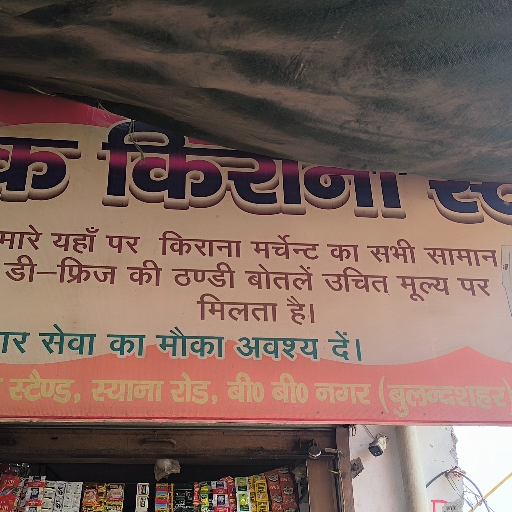 क किराना स्ट
मारे यहाँ पर किराना मर्चेन्ट का सभी सामान
डी-फ्रिज की ठण्डी बोतलें उचित मूल्य पर
मिलता है।
ार सेवा का मौका अवश्य दें।
स्टैण्ड, स्याना रोड, बी० बी० नगर (बुलन्दशहर)